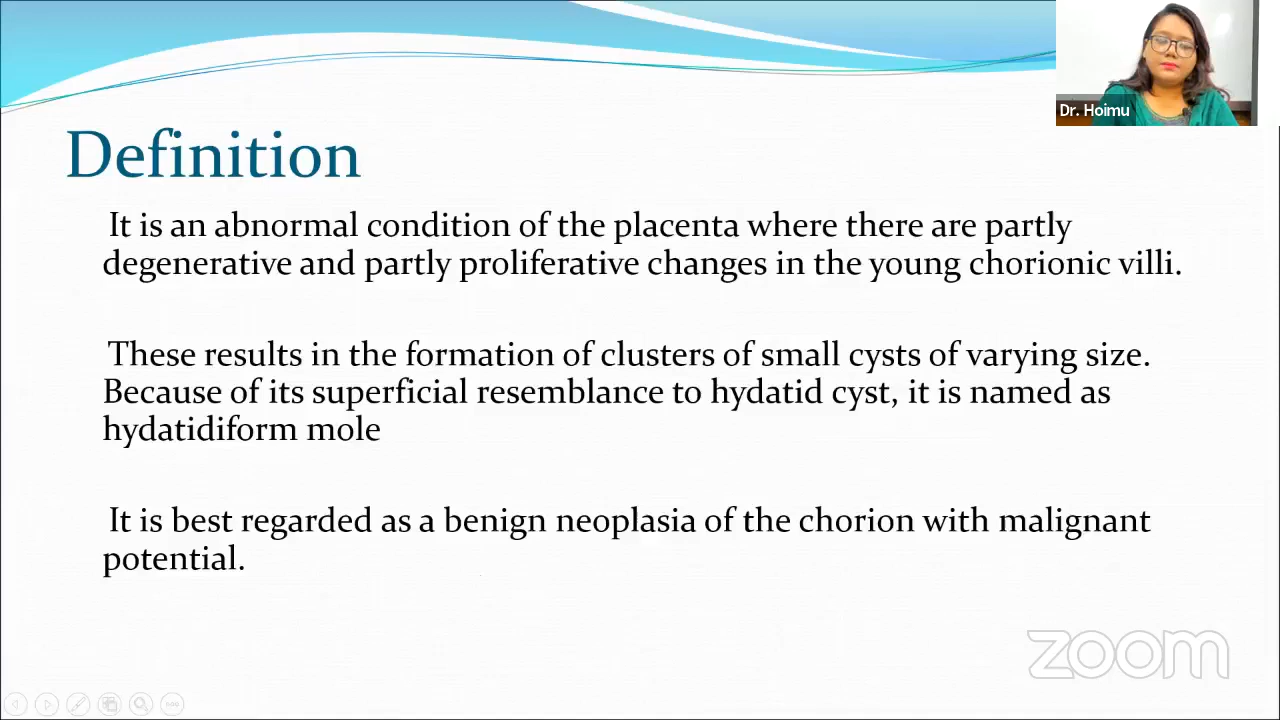 Dr. Hoimu
Definition
It is an abnormal condition of the placenta where there are partly
degenerative and partly proliferative changes in the young chorionic villi.
These results in the formation of clusters of small cysts of varying size.
Because of its superficial resemblance to hydatid cyst, it is named as
hydatidiform mole
It is best regarded as a benign neoplasia of the chorion with malignant
potential.
zoom